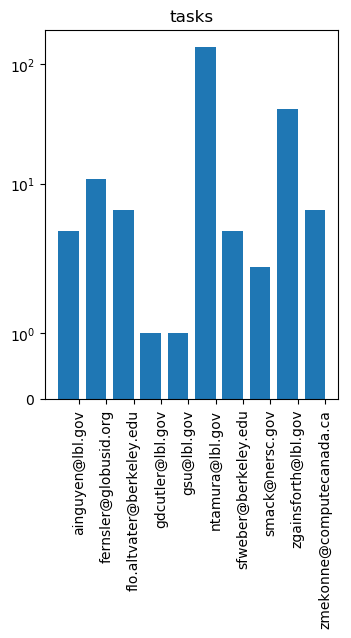 tasks
10²
10¹
10⁰
0
ainguyen@lbl.gov
fernsler@globusid.org
flo.altvater@berkeley.edu
gdcutler@lbl.gov
gsu@lbl.gov
ntamura@lbl.gov
sfweber@berkeley.edu
smack@nersc.gov
zgainsforth@lbl.gov
zmekonne@computecanada.ca